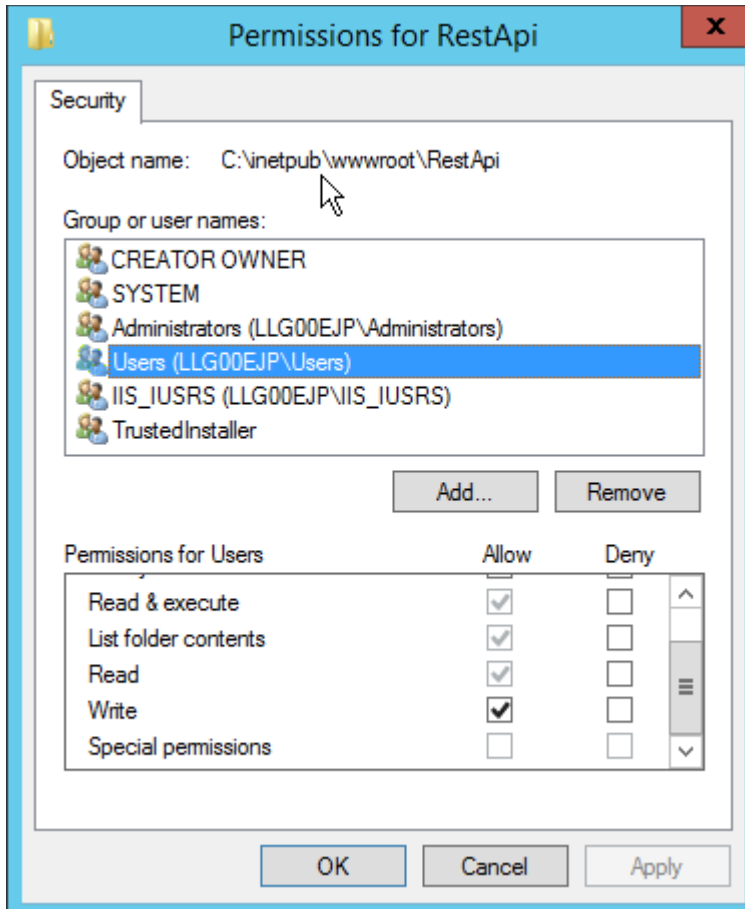 Permissions for RestApi
x
Security
Object name: C:\inetpub\wwwroot\RestApi
Group or user names:
CREATOR OWNER
SYSTEM
Administrators (LLG00EJP\Administrators)
Users (LLG00EJP\Users)
IIS_IUSRS (LLG00EJP\IIS_IUSRS)
TrustedInstaller
Add... Remove
Permissions for Users Allow Deny
Read & execute
List folder contents
Read
Write
Special permissions
OK Cancel Apply